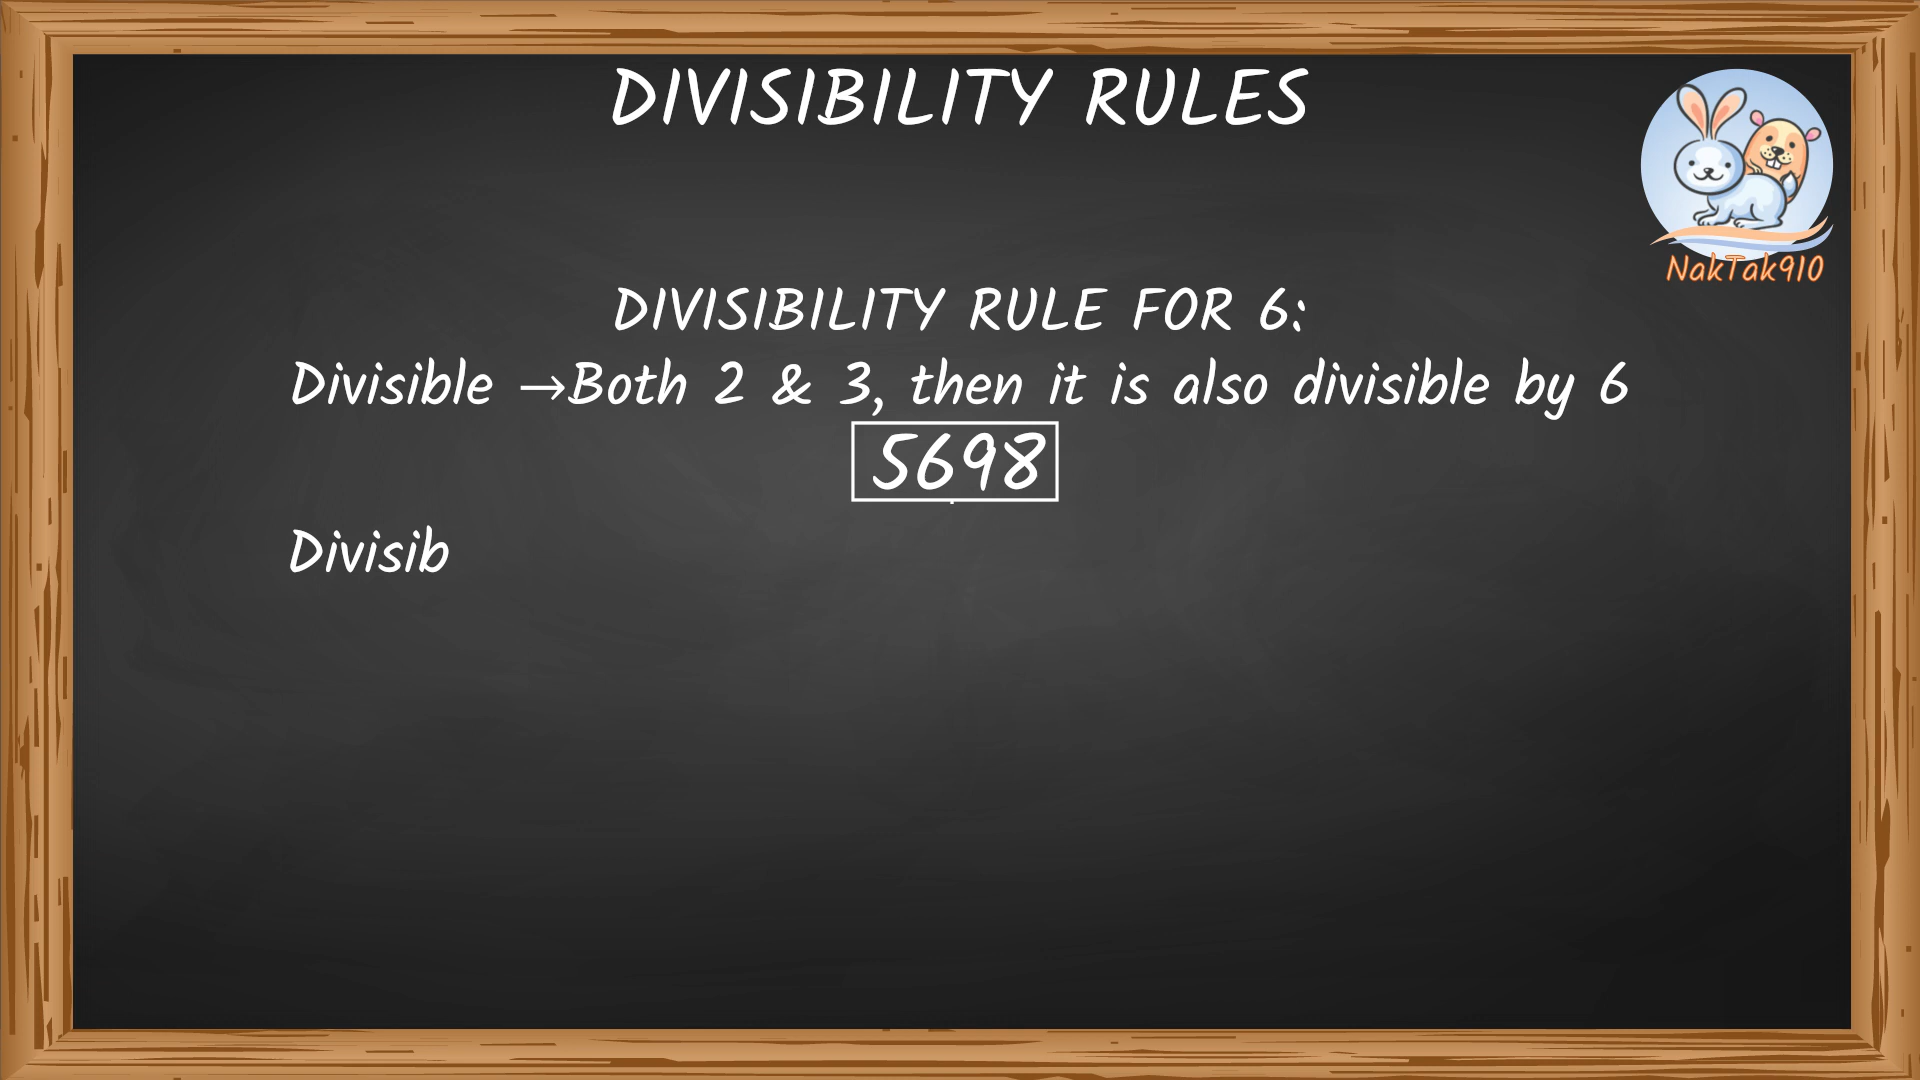 DIVISIBILITY RULES
NakTak910
DIVISIBILITY RULE FOR 6:
Divisible →Both 2 & 3, then it is also divisible by 6
5698
Divisib